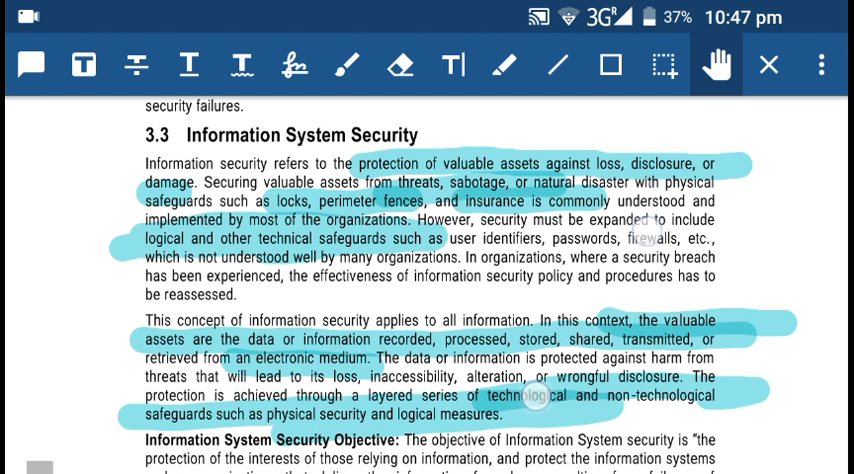 3G R 37% 10:47 pm
T T T T T
security failures.
3.3 Information System Security
Information security refers to the protection of valuable assets against loss, disclosure, or
damage. Securing valuable assets from threats, sabotage, or natural disaster with physical
safeguards such as locks, perimeter fences, and insurance is commonly understood and
implemented by most of the organizations. However, security must be expanded to include
logical and other technical safeguards such as user identifiers, passwords, firewalls, etc.,
which is not understood well by many organizations. In organizations, where a security breach
has been experienced, the effectiveness of information security policy and procedures has to
be reassessed.
This concept of information security applies to all information. In this context, the valuable
assets are the data or information recorded, processed, stored, shared, transmitted, or
retrieved from an electronic medium. The data or information is protected against harm from
threats that will lead to its loss, inaccessibility, alteration, or wrongful disclosure. The
protection is achieved through a layered series of technological and non-technological
safeguards such as physical security and logical measures.
Information System Security Objective: The objective of Information System security is "the
protection of the interests of those relying on information, and protect the information systems